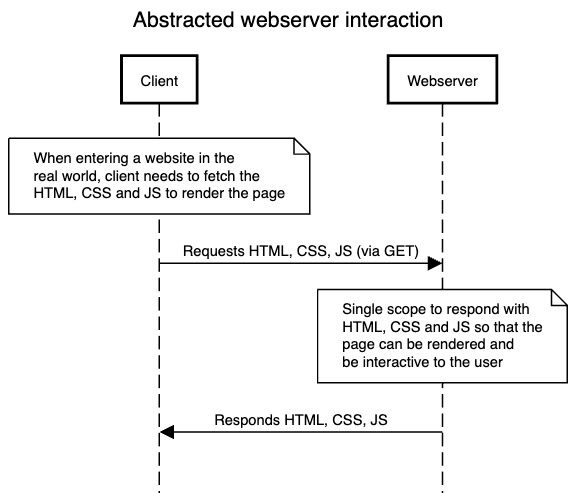 Abstracted webserver interaction
Client
Webserver
When entering a website in the
real world, client needs to fetch the
HTML, CSS and JS to render the page
Requests HTML, CSS, JS (via GET)
Single scope to respond with
HTML, CSS and JS so that the
page can be rendered and
be interactive to the user
Responds HTML, CSS, JS